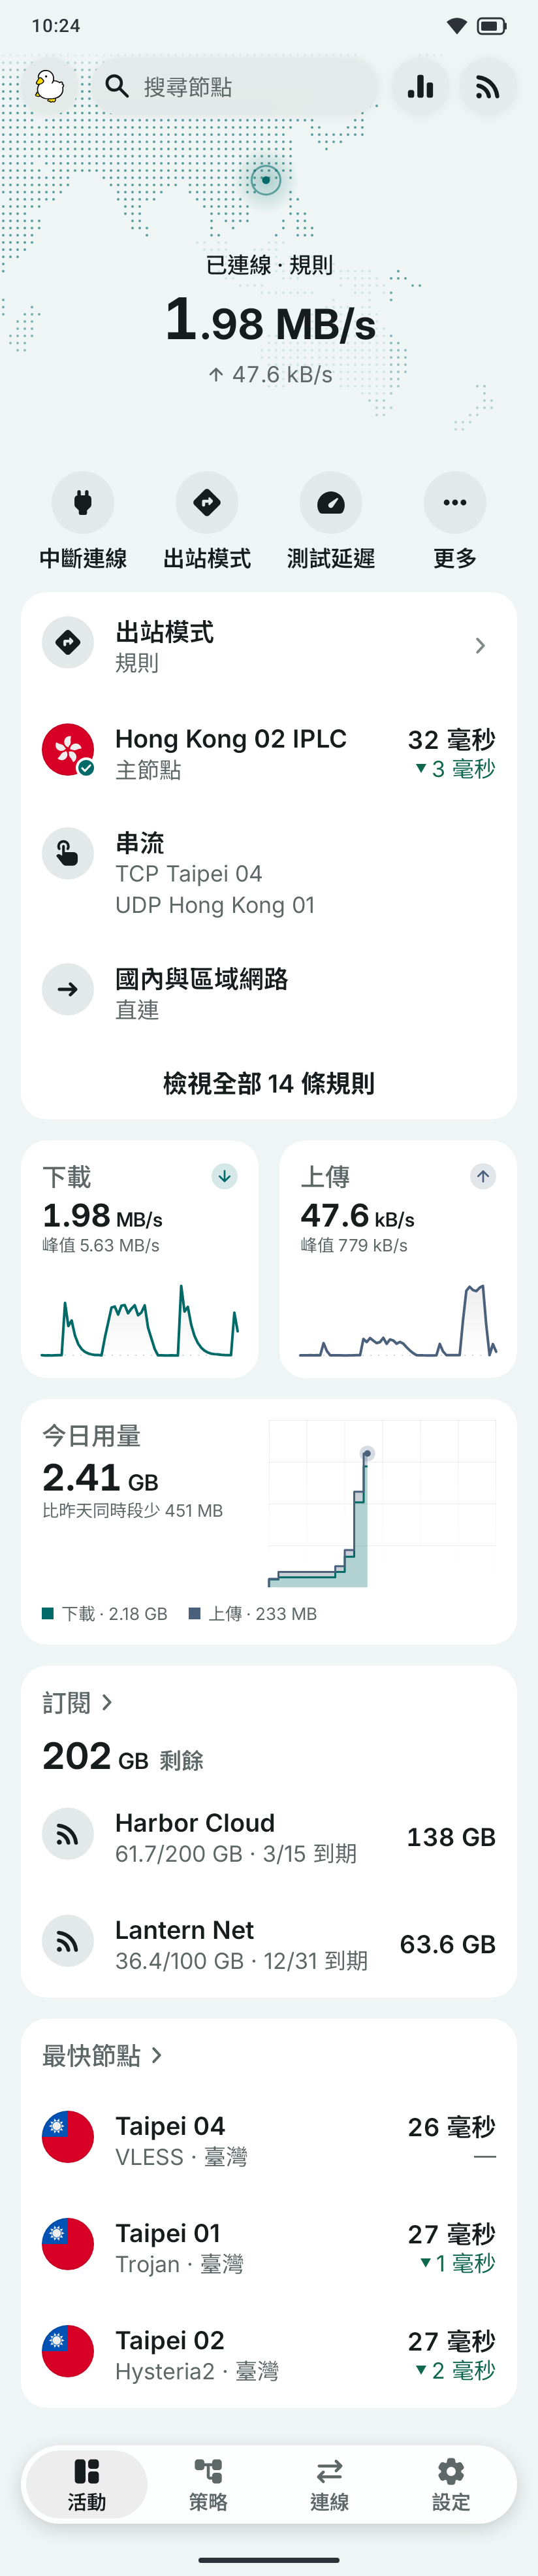 10:24
搜尋節點
已連線 · 規則
1.98 MB/s
↑ 47.6 kB/s
中斷連線
出站模式
測試延遲
更多
出站模式
規則
Hong Kong 02 IPLC
32 毫秒
主節點
▼3 毫秒
串流
TCP Taipei 04
UDP Hong Kong 01
國內與區域網路
直連
檢視全部 14 條規則
下載
1.98 MB/s
峰值 5.63 MB/s
上傳
47.6 kB/s
峰值 779 kB/s
今日用量
2.41 GB
比昨天同時段少 451 MB
下載 · 2.18 GB
上傳 · 233 MB
訂閱
202 GB 剩餘
Harbor Cloud
61.7/200 GB · 3/15 到期
138 GB
Lantern Net
36.4/100 GB · 12/31 到期
63.6 GB
最快節點
Taipei 04
26 毫秒
VLESS · 臺灣
—
Taipei 01
27 毫秒
Trojan · 臺灣
▼1 毫秒
Taipei 02
27 毫秒
Hysteria2 · 臺灣
▼2 毫秒
活動
策略
連線
設定